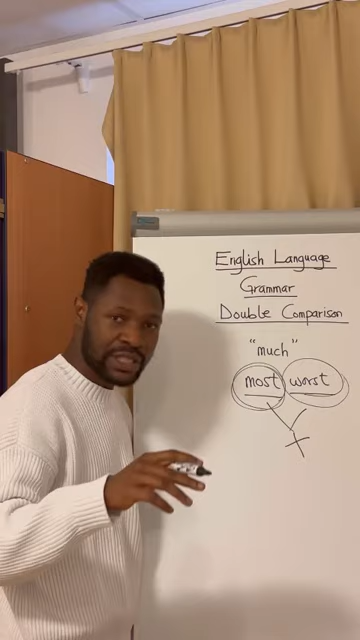 English Language
Grammar
Double Comparison
"much"
most worst
x